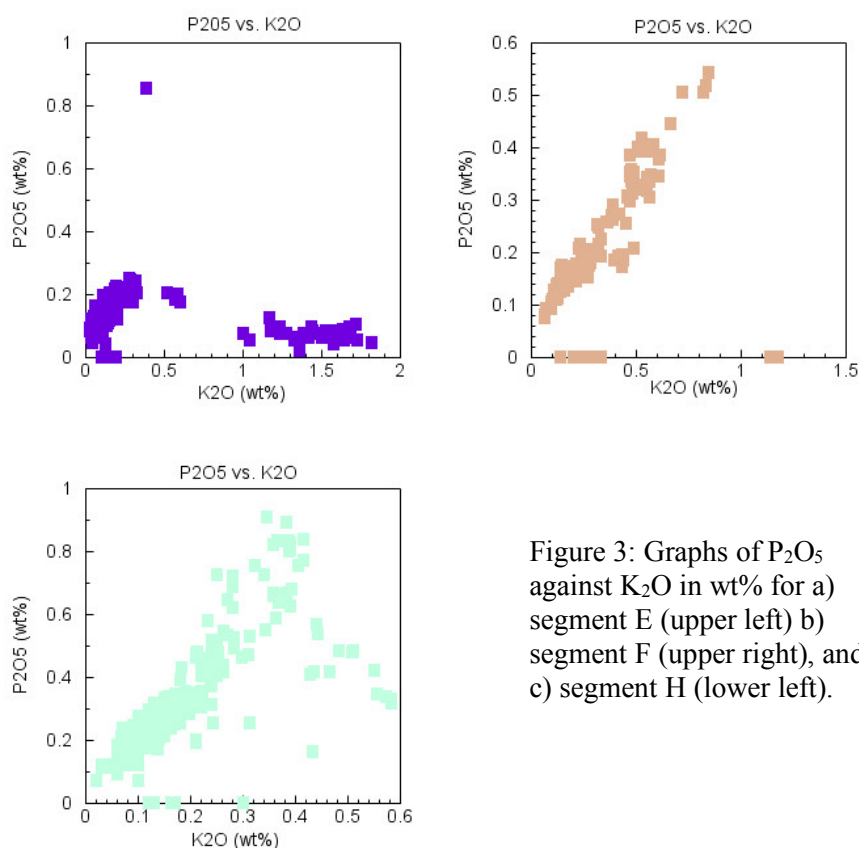 P205 vs. K2O
1
0.8
0.6
0.4
0.2
0
P2O5 (wt%)
0 0.5 1 1.5 2
K2O (wt%)
P2O5 vs. K2O
0.6
0.5
0.4
0.3
0.2
0.1
0
P2O5 (wt%)
0 0.5 1 1.5
K2O (wt%)
P2O5 vs. K2O
1
0.8
0.6
0.4
0.2
0
P2O5 (wt%)
0 0.1 0.2 0.3 0.4 0.5 0.6
K2O (wt%)
Figure 3: Graphs of P₂O₅
against K₂O in wt% for a)
segment E (upper left) b)
segment F (upper right), and
c) segment H (lower left).